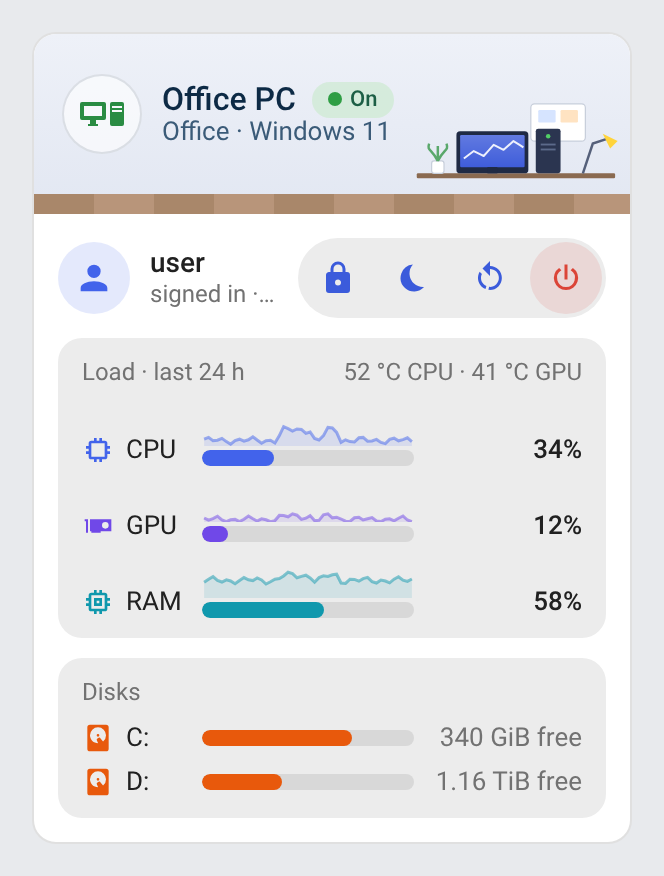 Office PC On
Office · Windows 11
user
signed in ·...
Load · last 24 h 52 °C CPU · 41 °C GPU
CPU 34%
GPU 12%
RAM 58%
Disks
C: 340 GiB free
D: 1.16 TiB free